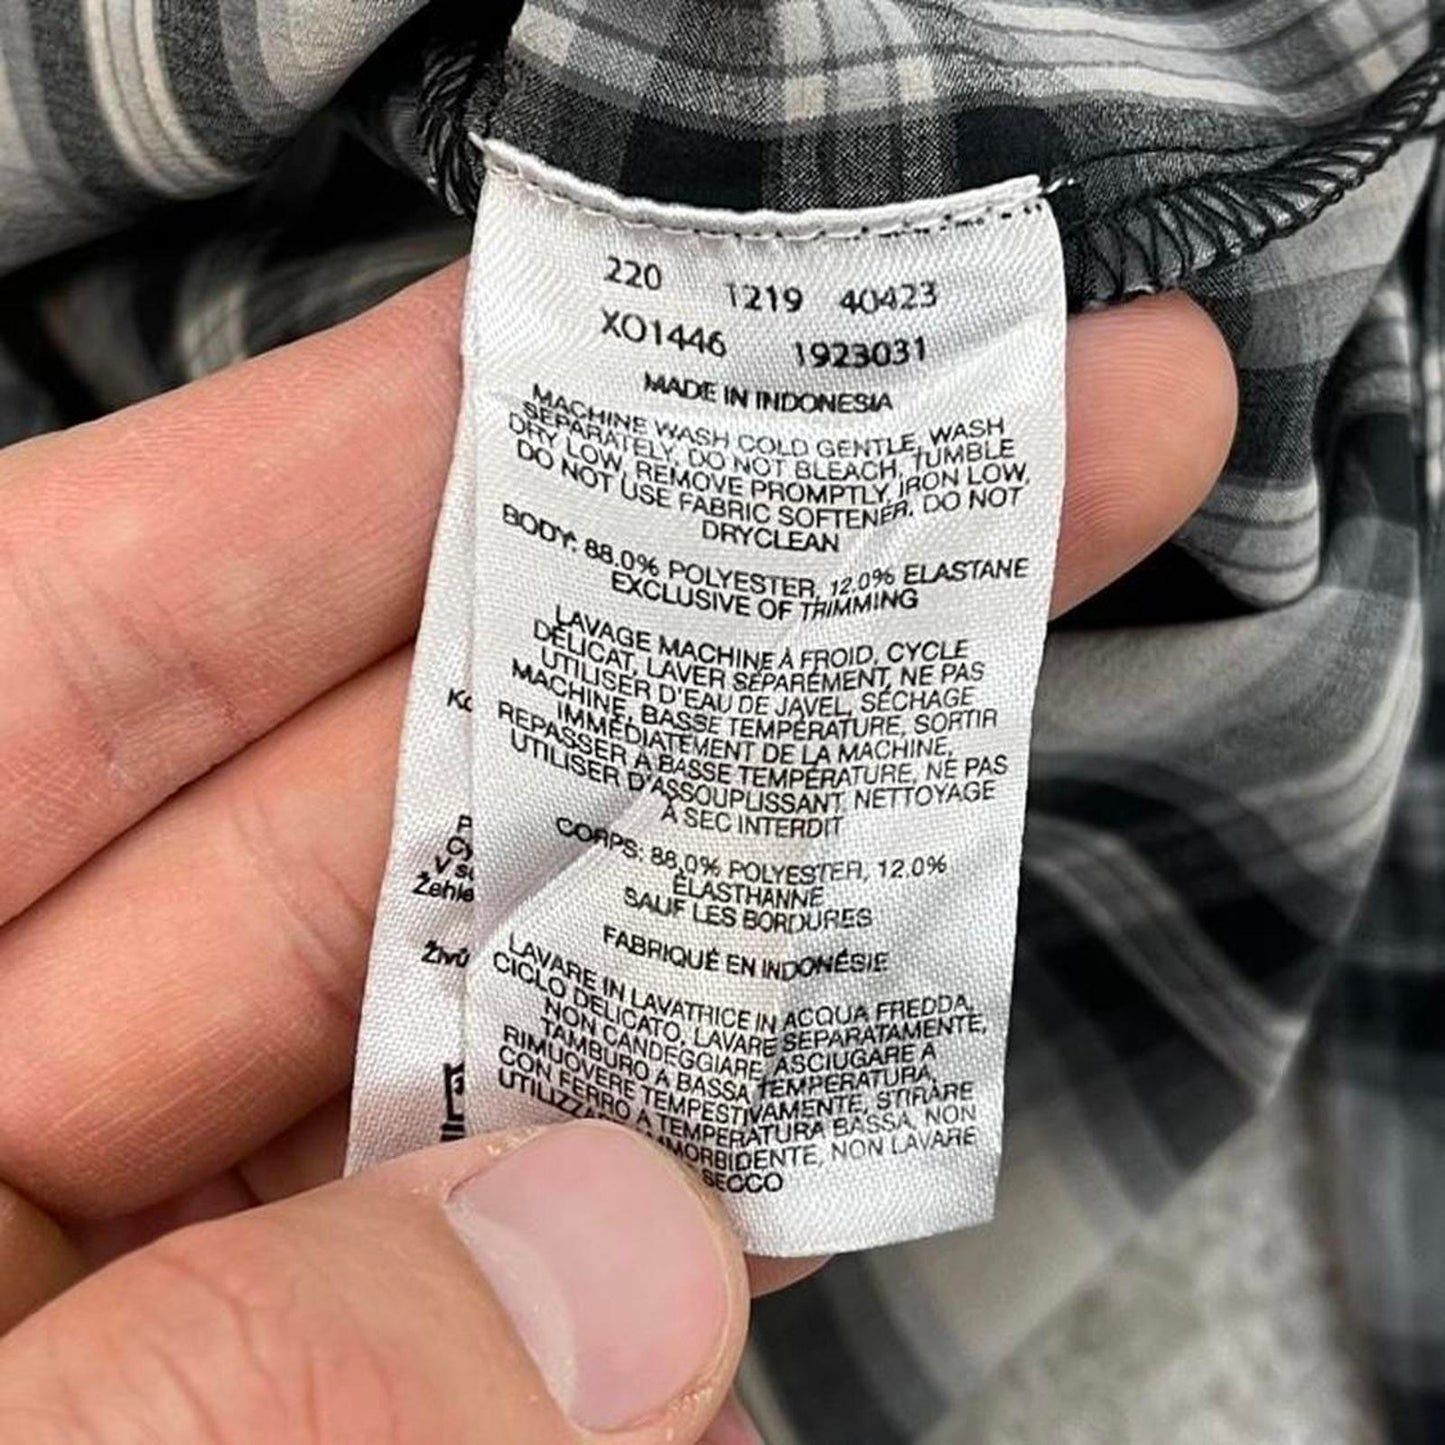 220 1219 40423
XO1446 1923031
MADE IN INDONESIA
MACHINE WASH COLD GENTLE, WASH
SEPARATELY, DO NOT BLEACH, TUMBLE
DRY LOW, REMOVE PROMPTLY, IRON LOW,
DO NOT USE FABRIC SOFTENER, DO NOT
DRYCLEAN
BODY: 88.0% POLYESTER, 12.0% ELASTANE
EXCLUSIVE OF TRIMMING
LAVAGE MACHINE À FROID, CYCLE
DÉLICAT, LAVER SÉPARÉMENT, NE PAS
UTILISER D'EAU DE JAVEL, SÉCHAGE
MACHINE, BASSE TEMPÉRATURE, SORTIR
IMMÉDIATEMENT DE LA MACHINE,
REPASSER À BASSE TEMPÉRATURE, NE PAS
UTILISER D'ASSOUPLISSANT, NETTOYAGE
À SEC INTERDIT
CORPS: 88,0% POLYESTER, 12.0%
ÉLASTHANNE
SAUF LES BORDURES
FABRIQUÉ EN INDONÉSIE
LAVARE IN LAVATRICE IN ACQUA FREDDA,
CICLO DELICATO, LAVARE SEPARATAMENTE,
NON CANDEGGIARE, ASCIUGARE A
TAMBURO A BASSA TEMPERATURA,
RIMUOVERE TEMPESTIVAMENTE, STIRARE
CON FERRO A TEMPERATURA BASSA, NON
NON LAVARE
SECCO
Žehle